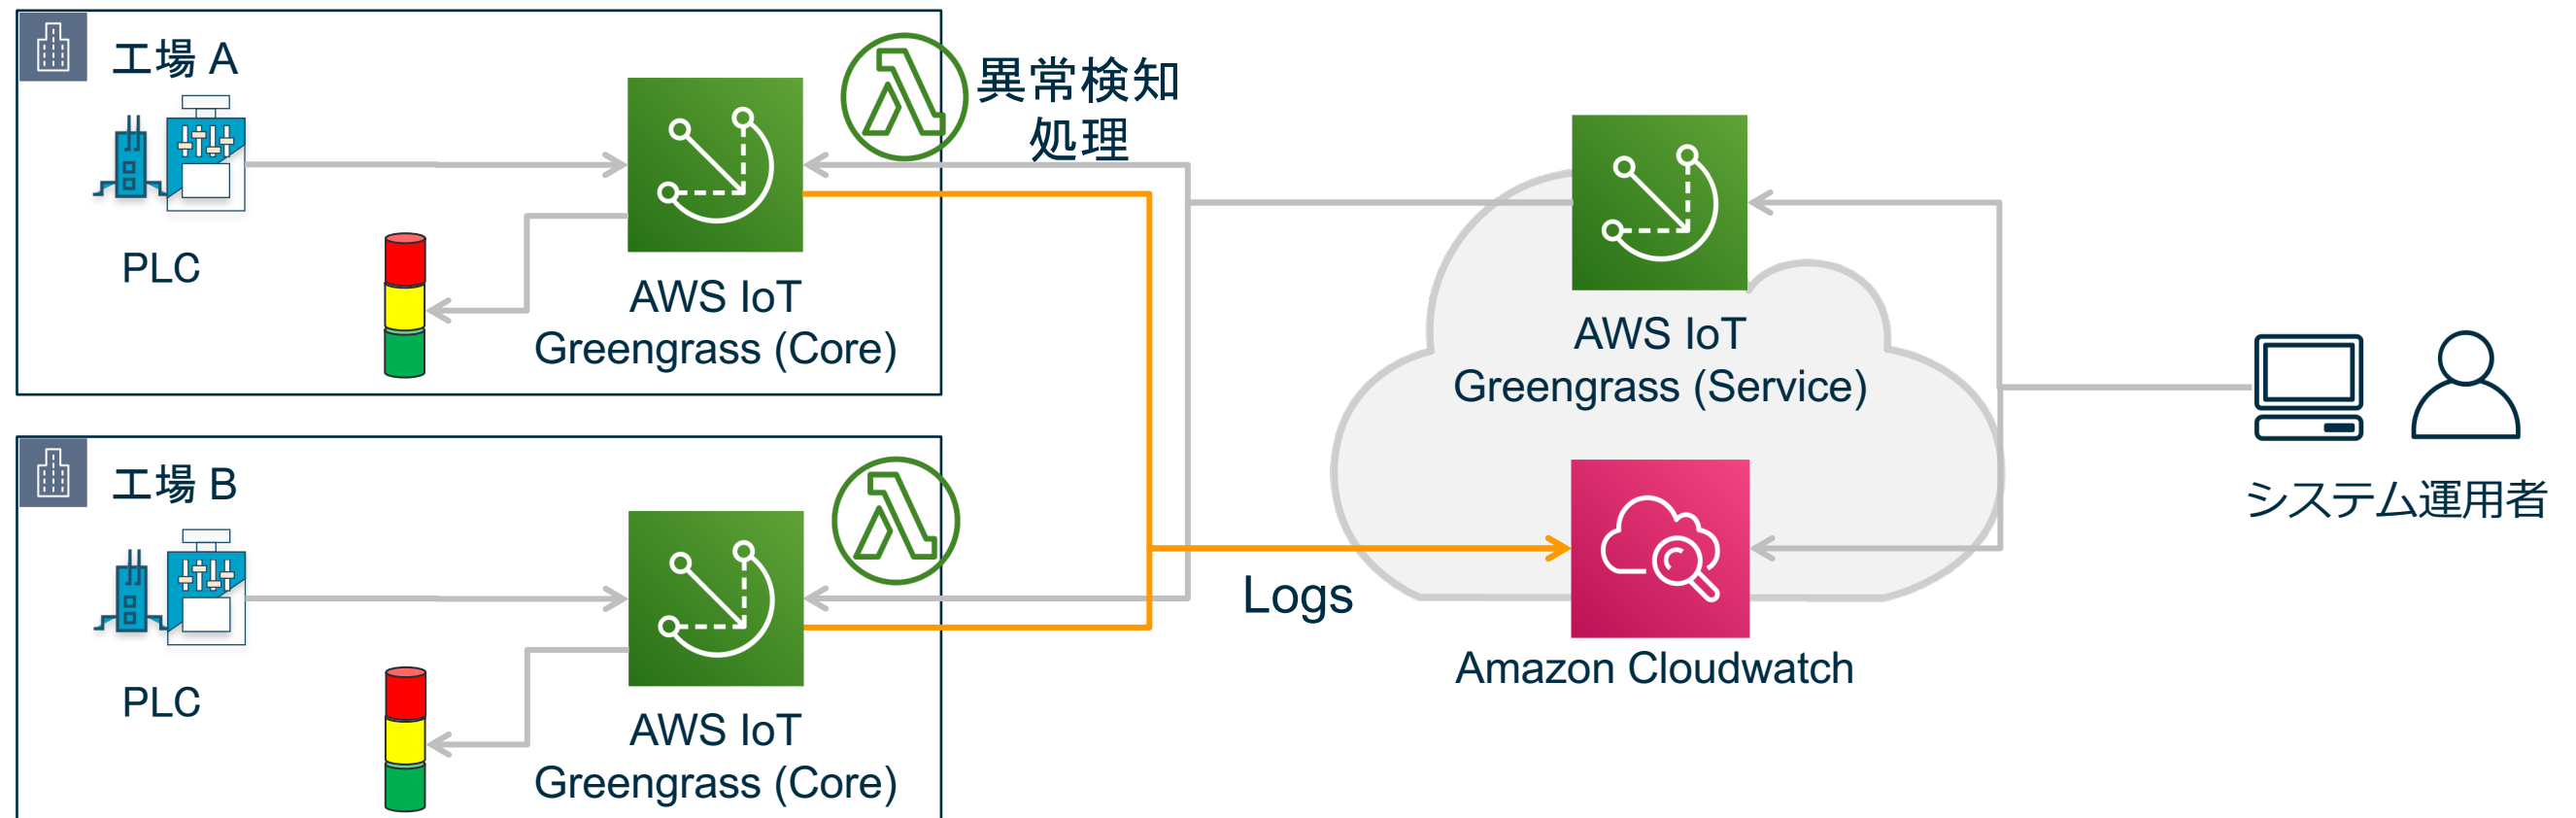 工場 A
異常検知
処理
PLC
AWS IoT
Greengrass (Core)
AWS IoT
Greengrass (Service)
システム運用者
工場 B
Logs
Amazon Cloudwatch
PLC
AWS IoT
Greengrass (Core)